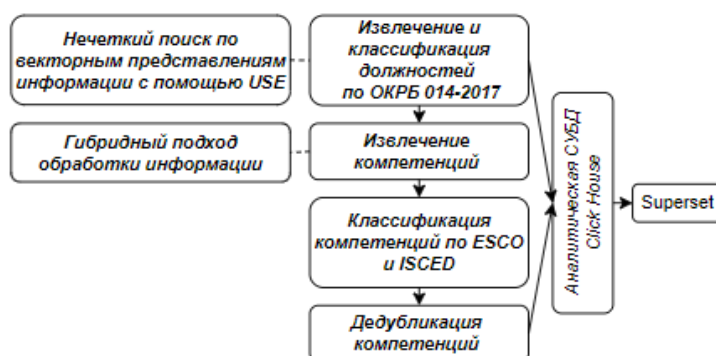 Нечеткий поиск по
векторным представлениям
информации с помощью USE
Извлечение и
классификация
должностей
по ОКРБ 014-2017
Гибридный подход
обработки информации
Извлечение
компетенций
Классификация
компетенций по ESCO
и ISCED
Дедубликация
компетенций
Аналитическая СУБД
Click House
Superset